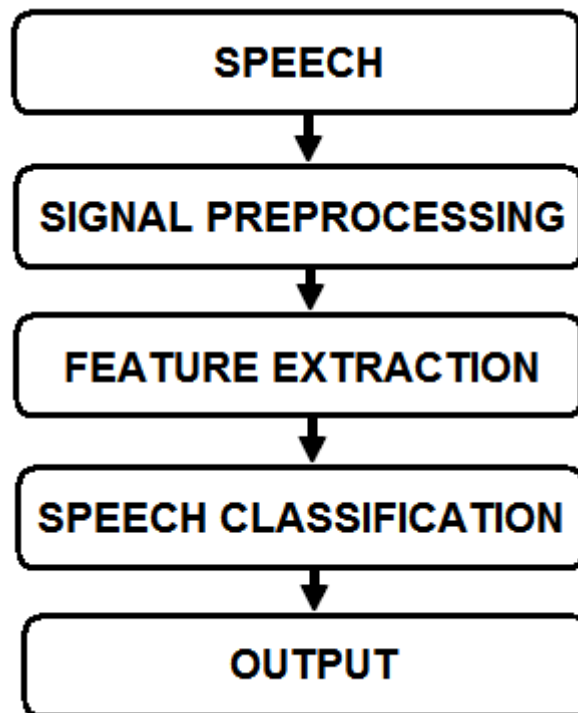 SPEECH
SIGNAL PREPROCESSING
FEATURE EXTRACTION
SPEECH CLASSIFICATION
OUTPUT